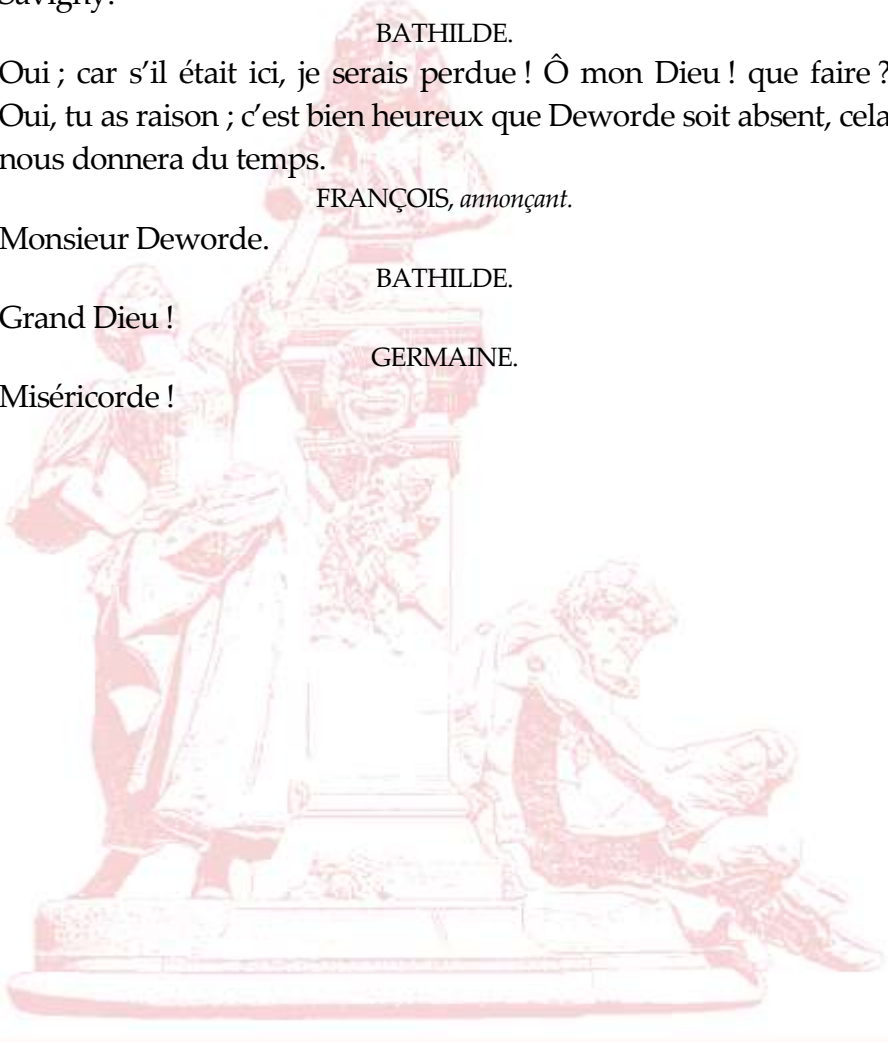 Savigny.
BATHILDE.
Oui ; car s’il était ici, je serais perdue ! Ô mon Dieu ! que faire ?
Oui, tu as raison ; c’est bien heureux que Deworde soit absent, cela
nous donnera du temps.
FRANÇOIS, annonçant.
Monsieur Deworde.
BATHILDE.
Grand Dieu !
GERMAINE.
Miséricorde !